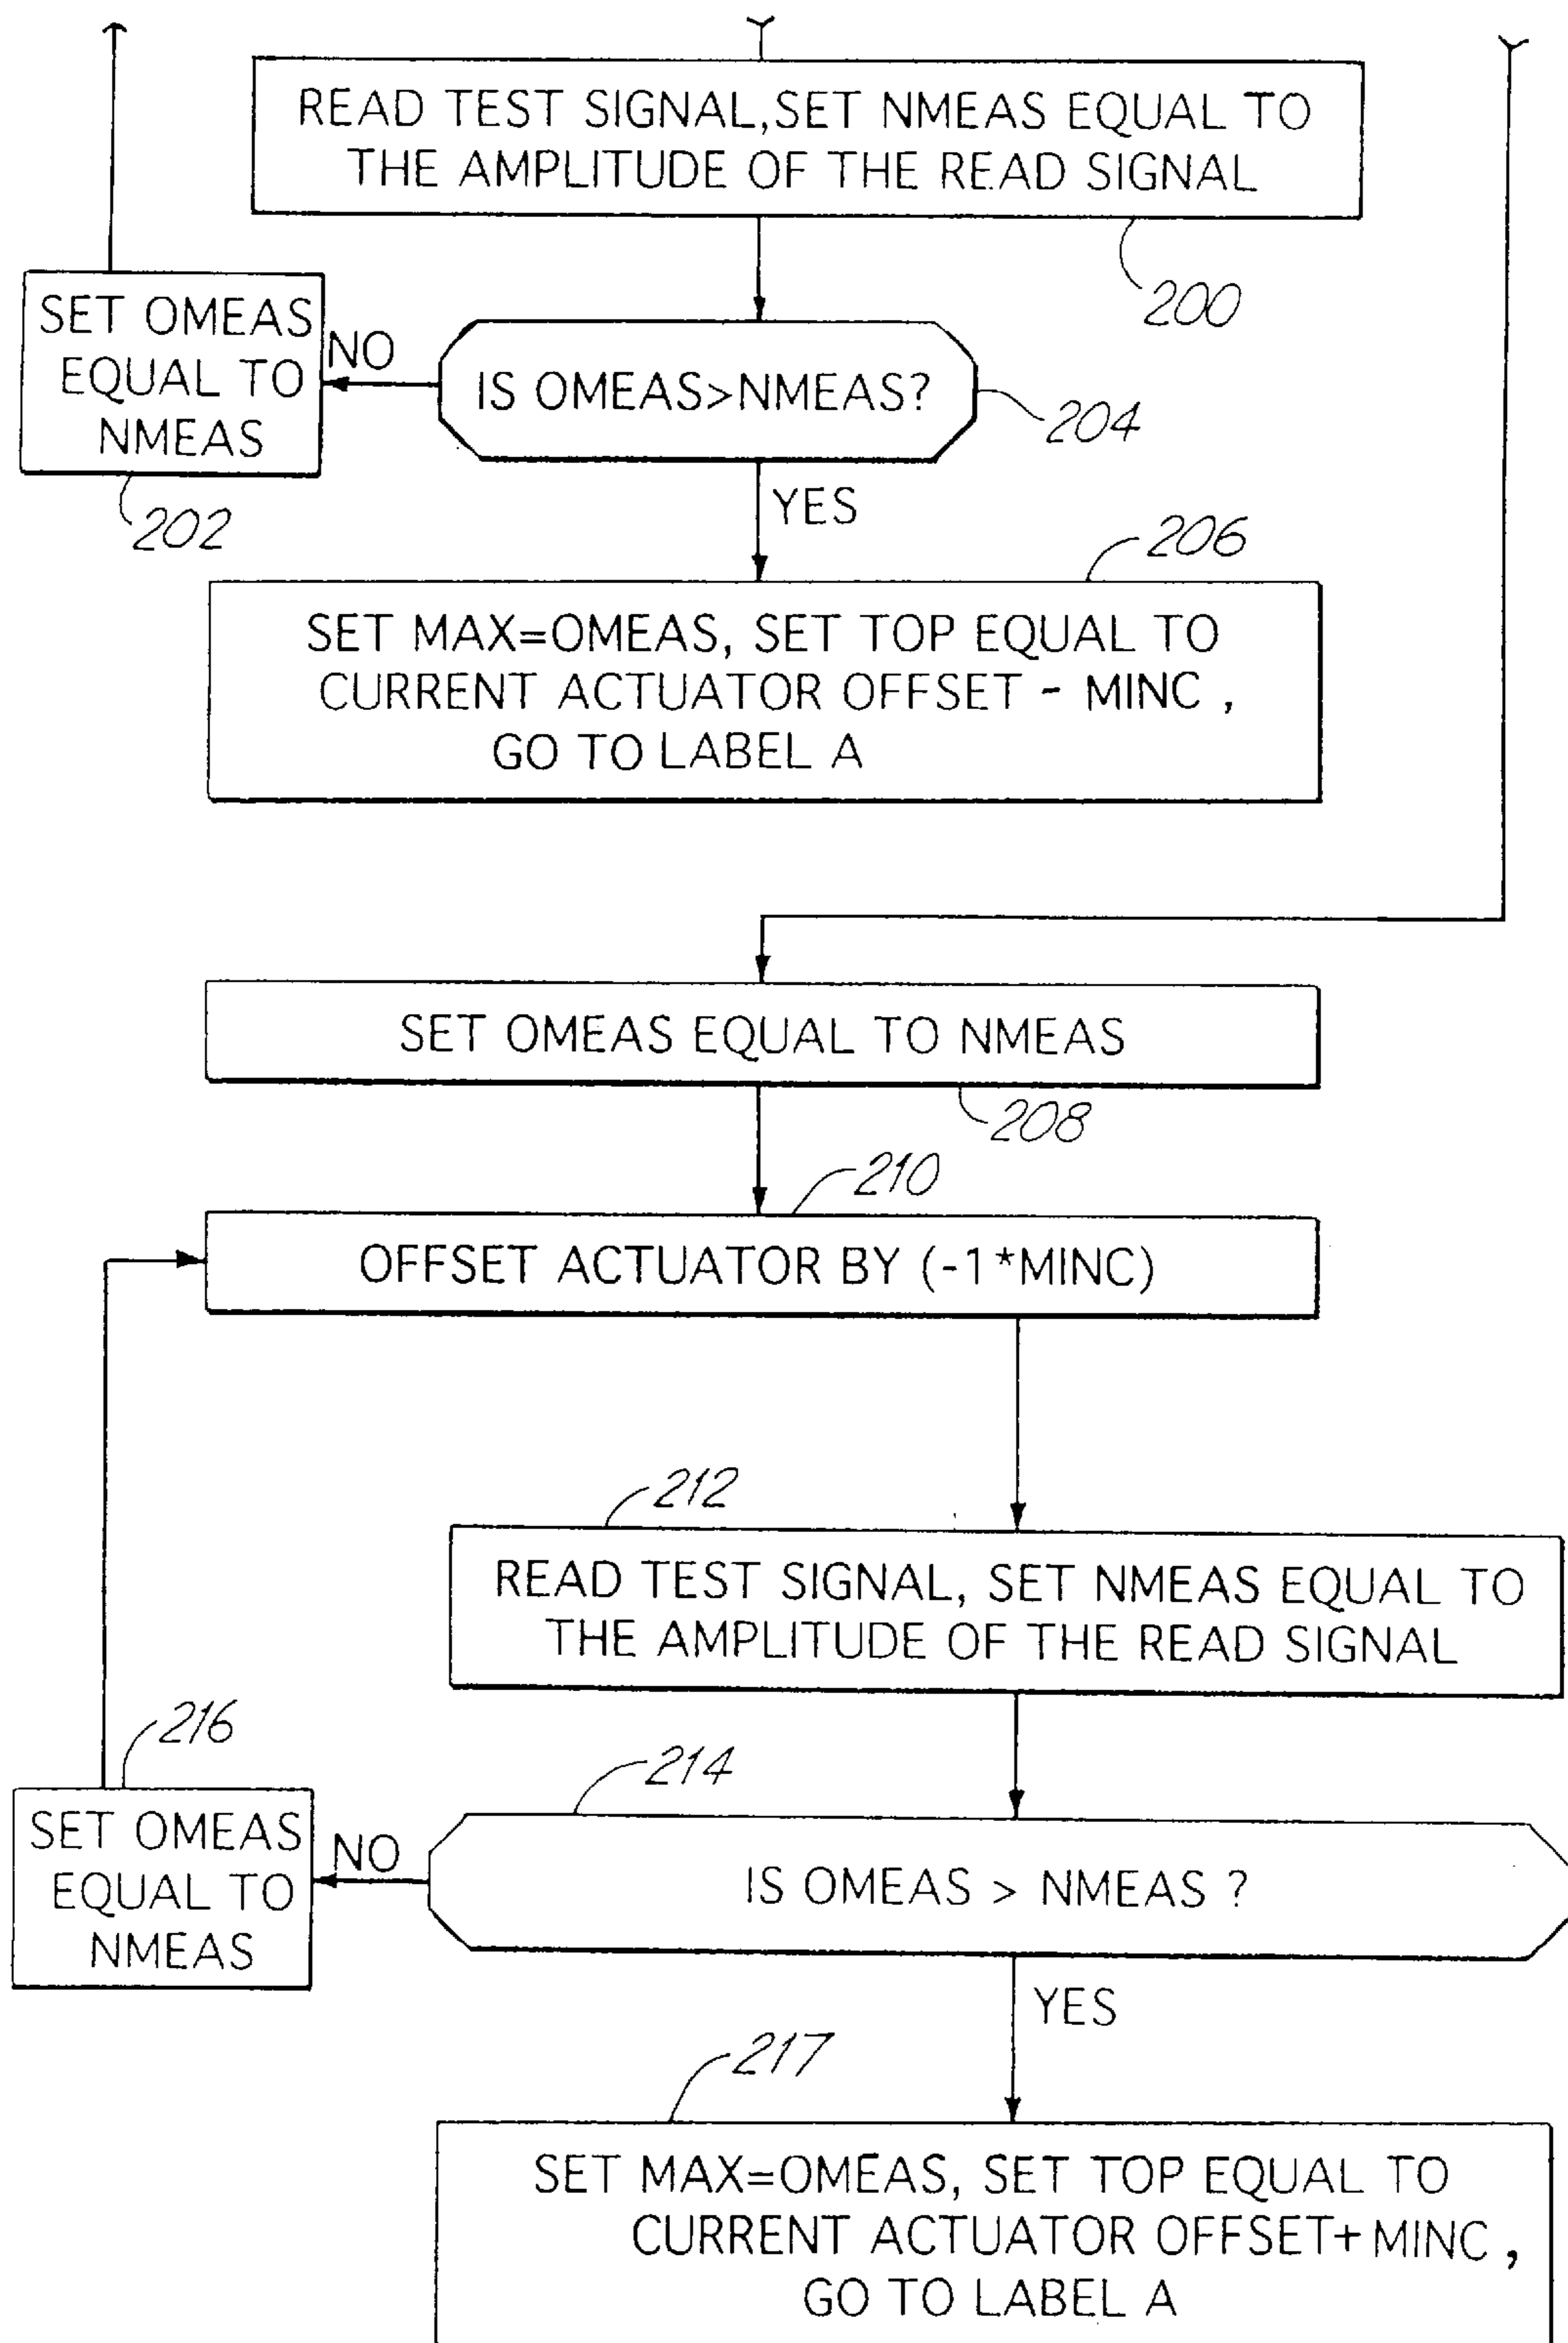 READ TEST SIGNAL,SET NMEAS EQUAL TO
THE AMPLITUDE OF THE READ SIGNAL
200
SET OMEAS
EQUAL TO
NMEAS
202
NO
IS OMEAS>NMEAS?
204
YES
206
SET MAX=OMEAS, SET TOP EQUAL TO
CURRENT ACTUATOR OFFSET - MINC ,
GO TO LABEL A
SET OMEAS EQUAL TO NMEAS
208
210
OFFSET ACTUATOR BY (-1*MINC)
212
READ TEST SIGNAL, SET NMEAS EQUAL TO
THE AMPLITUDE OF THE READ SIGNAL
216
SET OMEAS
EQUAL TO
NMEAS
NO
214
IS OMEAS > NMEAS ?
YES
217
SET MAX=OMEAS, SET TOP EQUAL TO
CURRENT ACTUATOR OFFSET+MINC ,
GO TO LABEL A